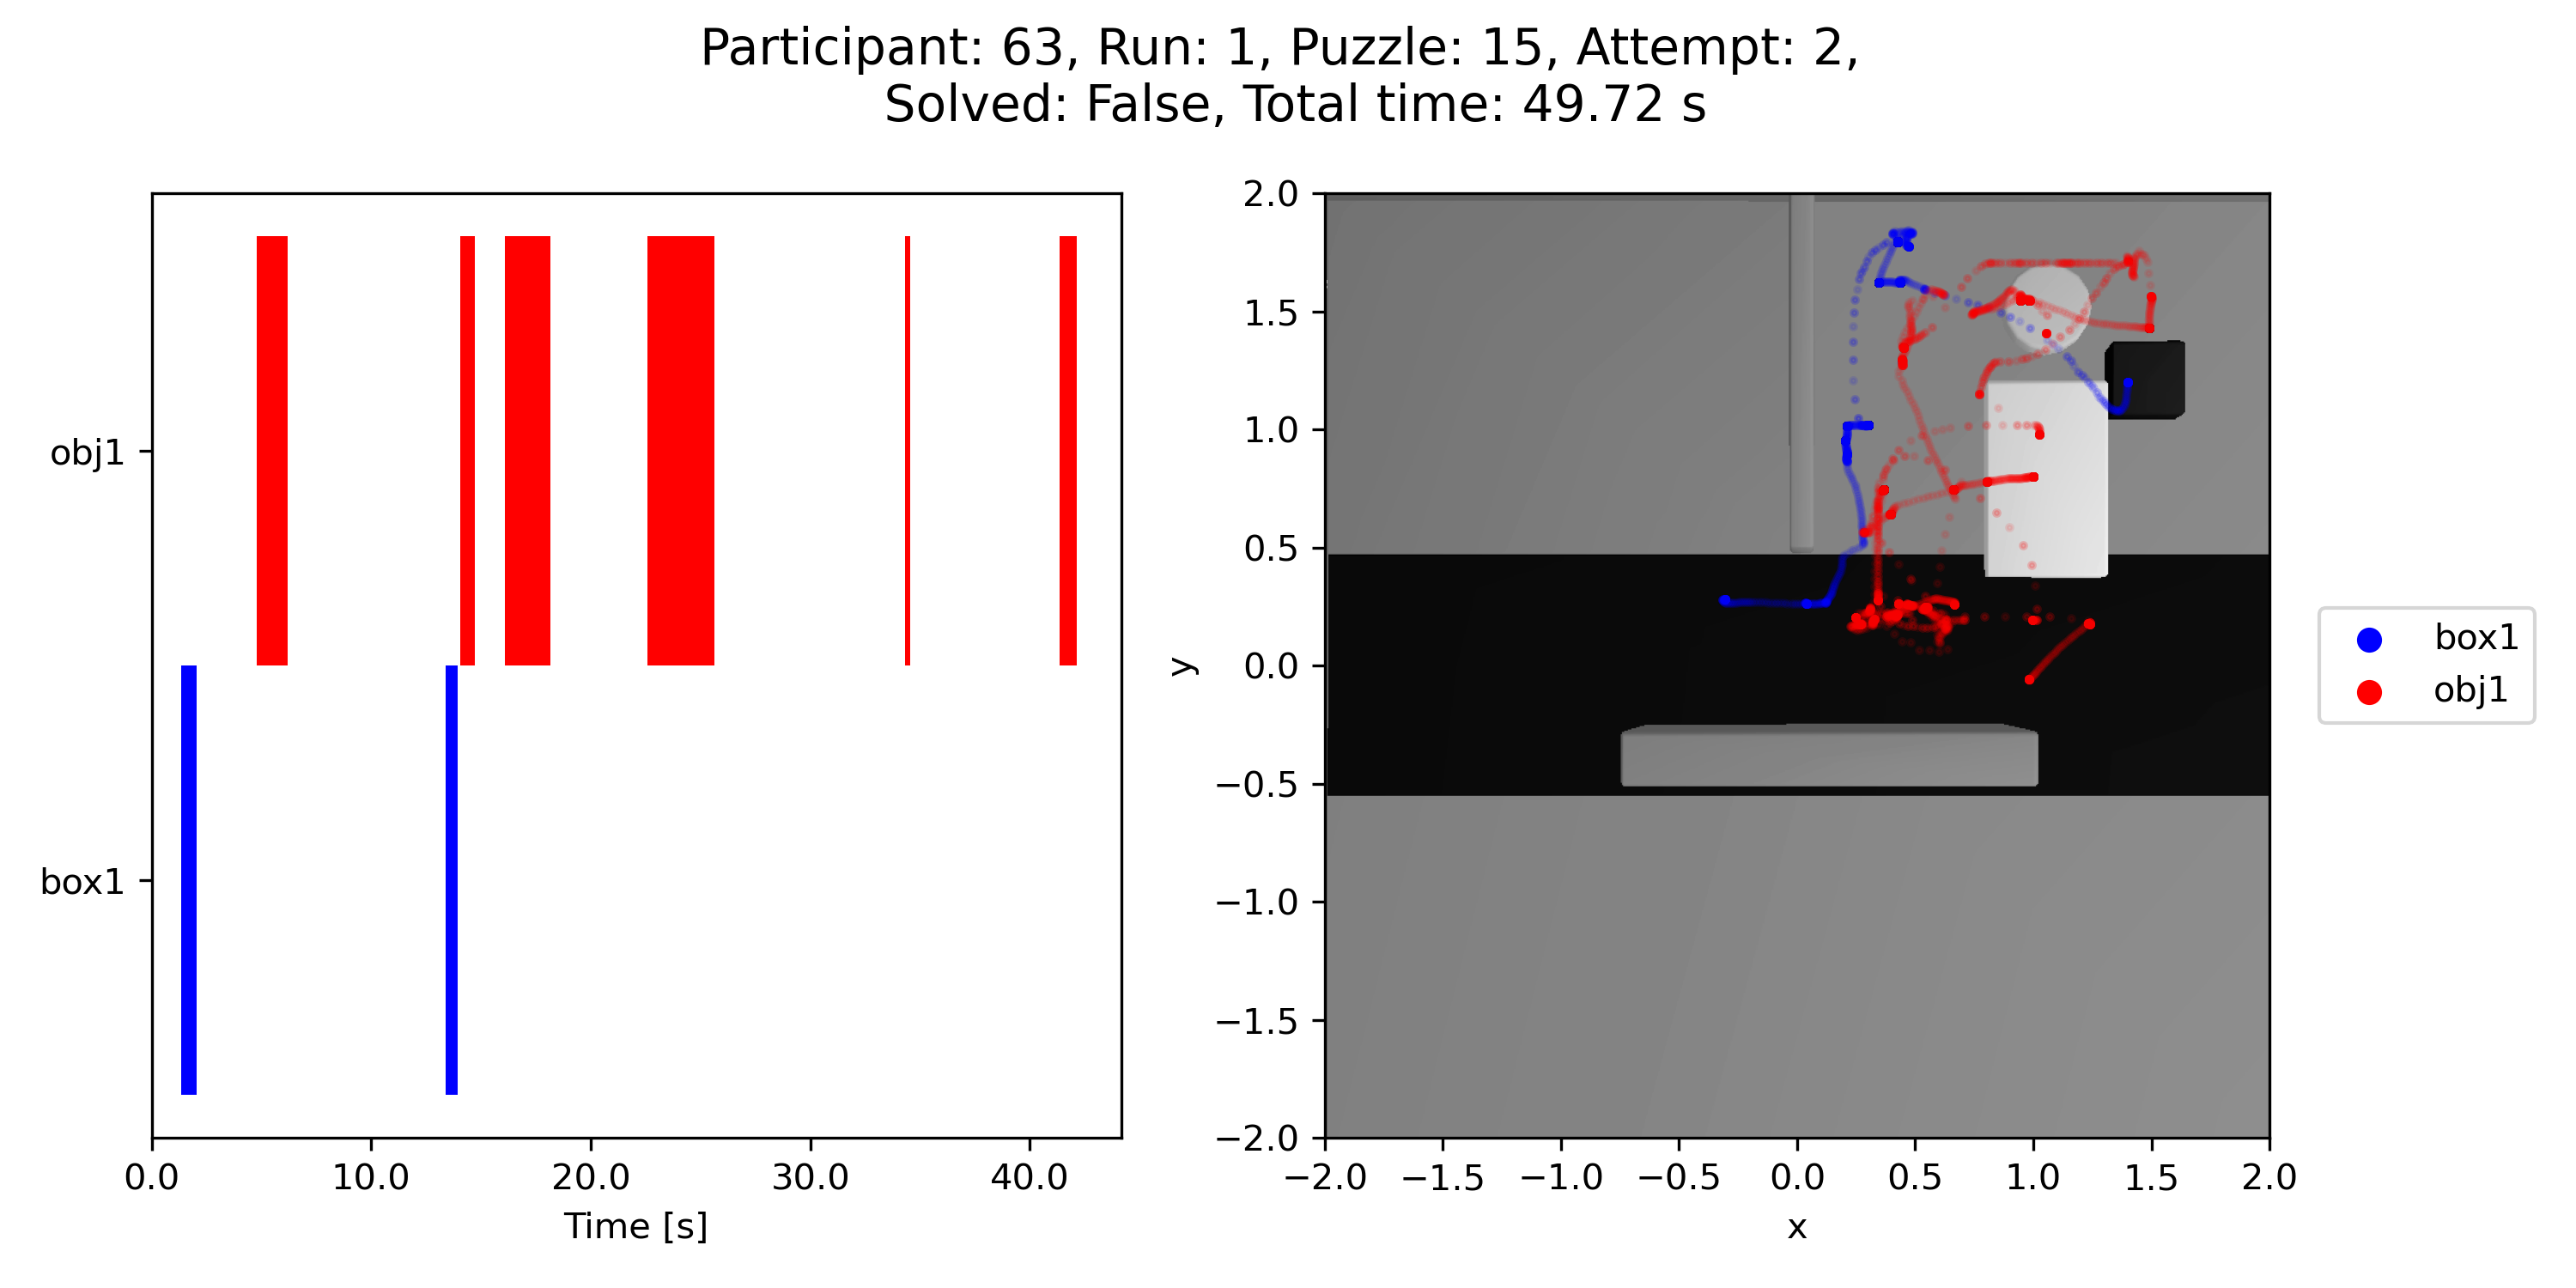 Participant: 63, Run: 1, Puzzle: 15, Attempt: 2,
Solved: False, Total time: 49.72 s
obj1
box1
0.0 10.0 20.0 30.0 40.0
Time [s]
2.0
1.5
1.0
0.5
0.0
−0.5
−1.0
−1.5
−2.0
y
−2.0 −1.5 −1.0 −0.5 0.0 0.5 1.0 1.5 2.0
x
box1
obj1